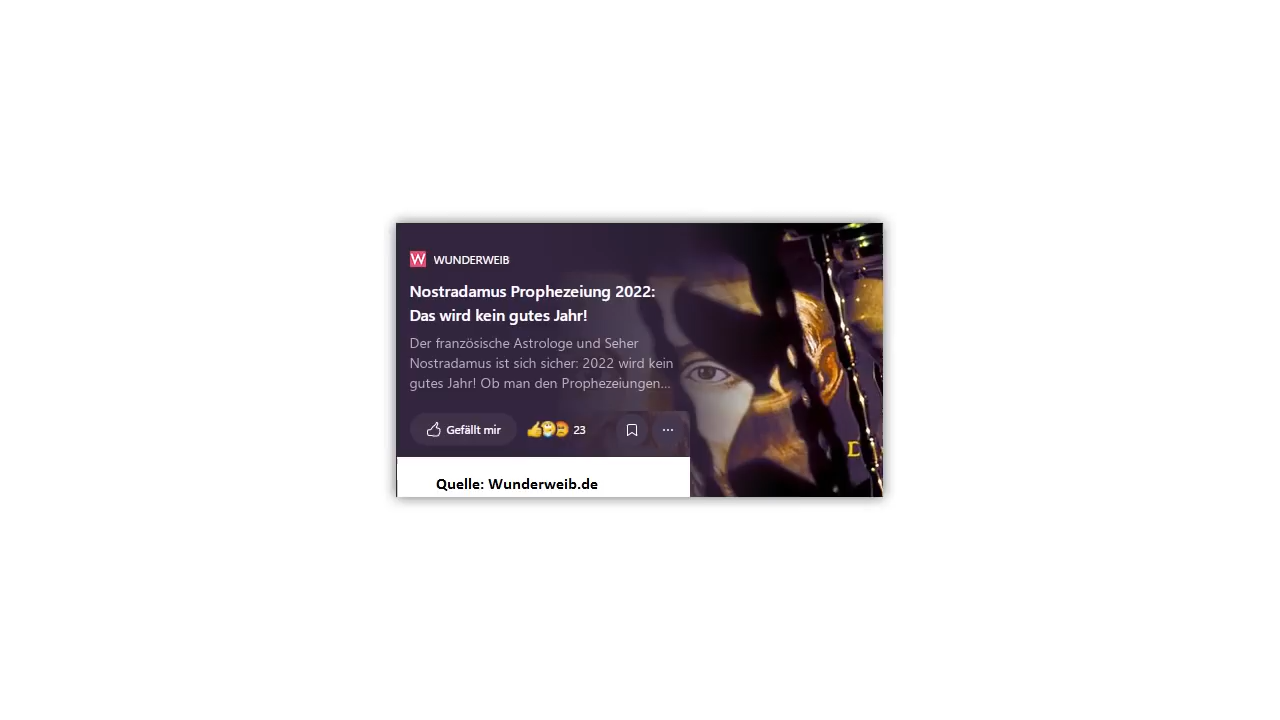 W WUNDERWEIB
Nostradamus Prophezeiung 2022:
Das wird kein gutes Jahr!
Der französische Astrologe und Seher
Nostradamus ist sich sicher: 2022 wird kein
gutes Jahr! Ob man den Prophezeiungen...
Gefällt mir 23
Quelle: Wunderweib.de
D